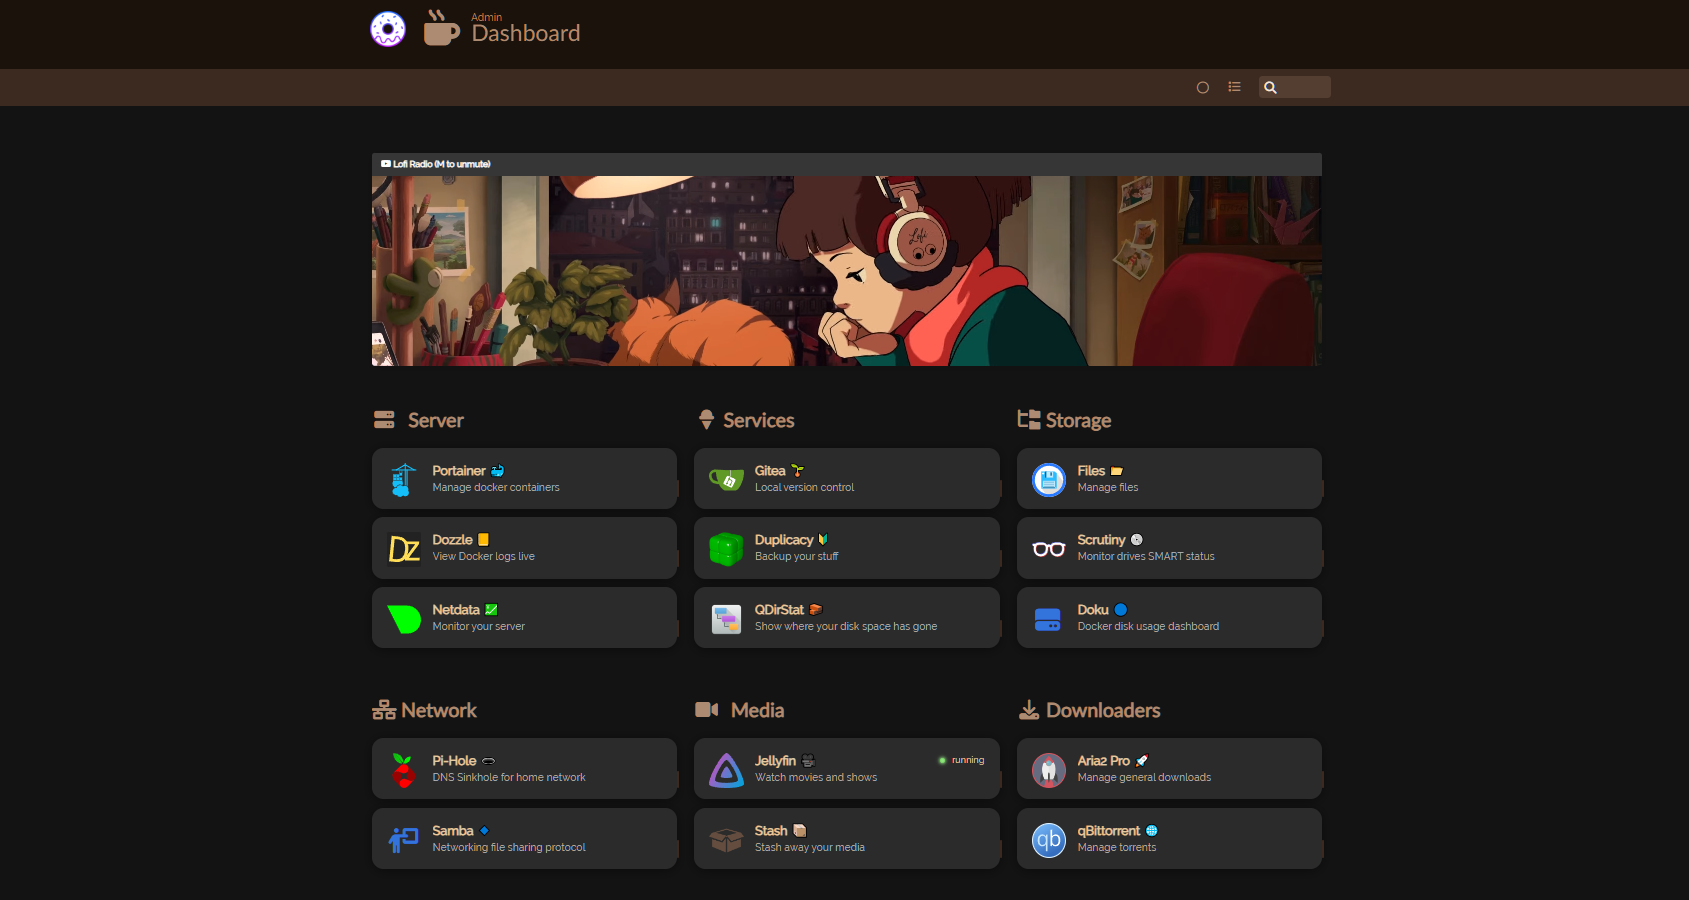 Admin
Dashboard
Lofi Radio (M to unmute)
Lofi
Server
Services
Storage
Portainer
Manage docker containers
Gitea
Local version control
Files
Manage files
Dz
Dozzle
View Docker logs live
Duplicacy
Backup your stuff
Scrutiny
Monitor drives SMART status
Netdata
Monitor your server
QDirStat
Show where your disk space has gone
Doku
Docker disk usage dashboard
Network
Media
Downloaders
Pi-Hole
DNS Sinkhole for home network
Jellyfin
running
Watch movies and shows
Aria2 Pro
Manage general downloads
Samba
Networking file sharing protocol
Stash
Stash away your media
qb
qBittorrent
Manage torrents